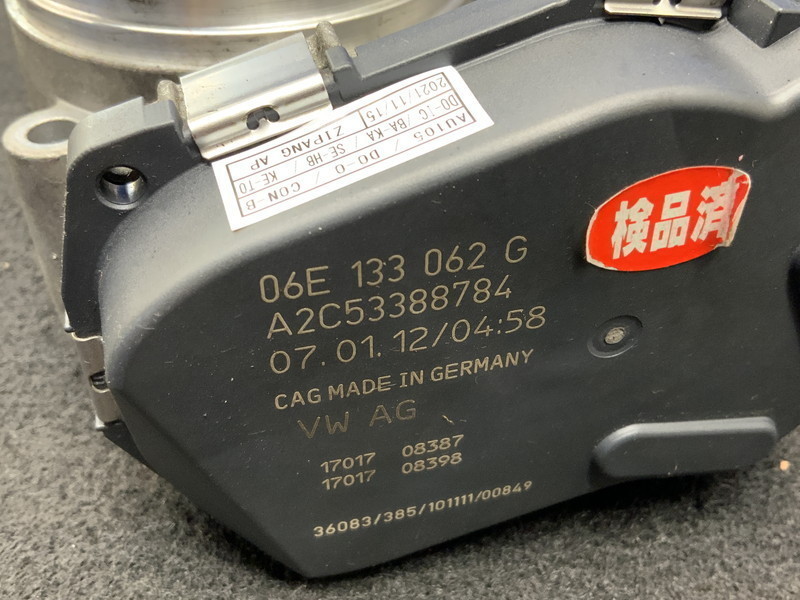 AU105 / DO-O / CON-B
DO-IC / BA-KA / SE-HB / KE-TO
2021/11/15
ZIPANG AP
検品済
06E 133 062 G
A2C53388784
07.01.12/04:58
CAG MADE IN GERMANY
VW AG
17017 08387
17017 08398
36083/385/101111/00849